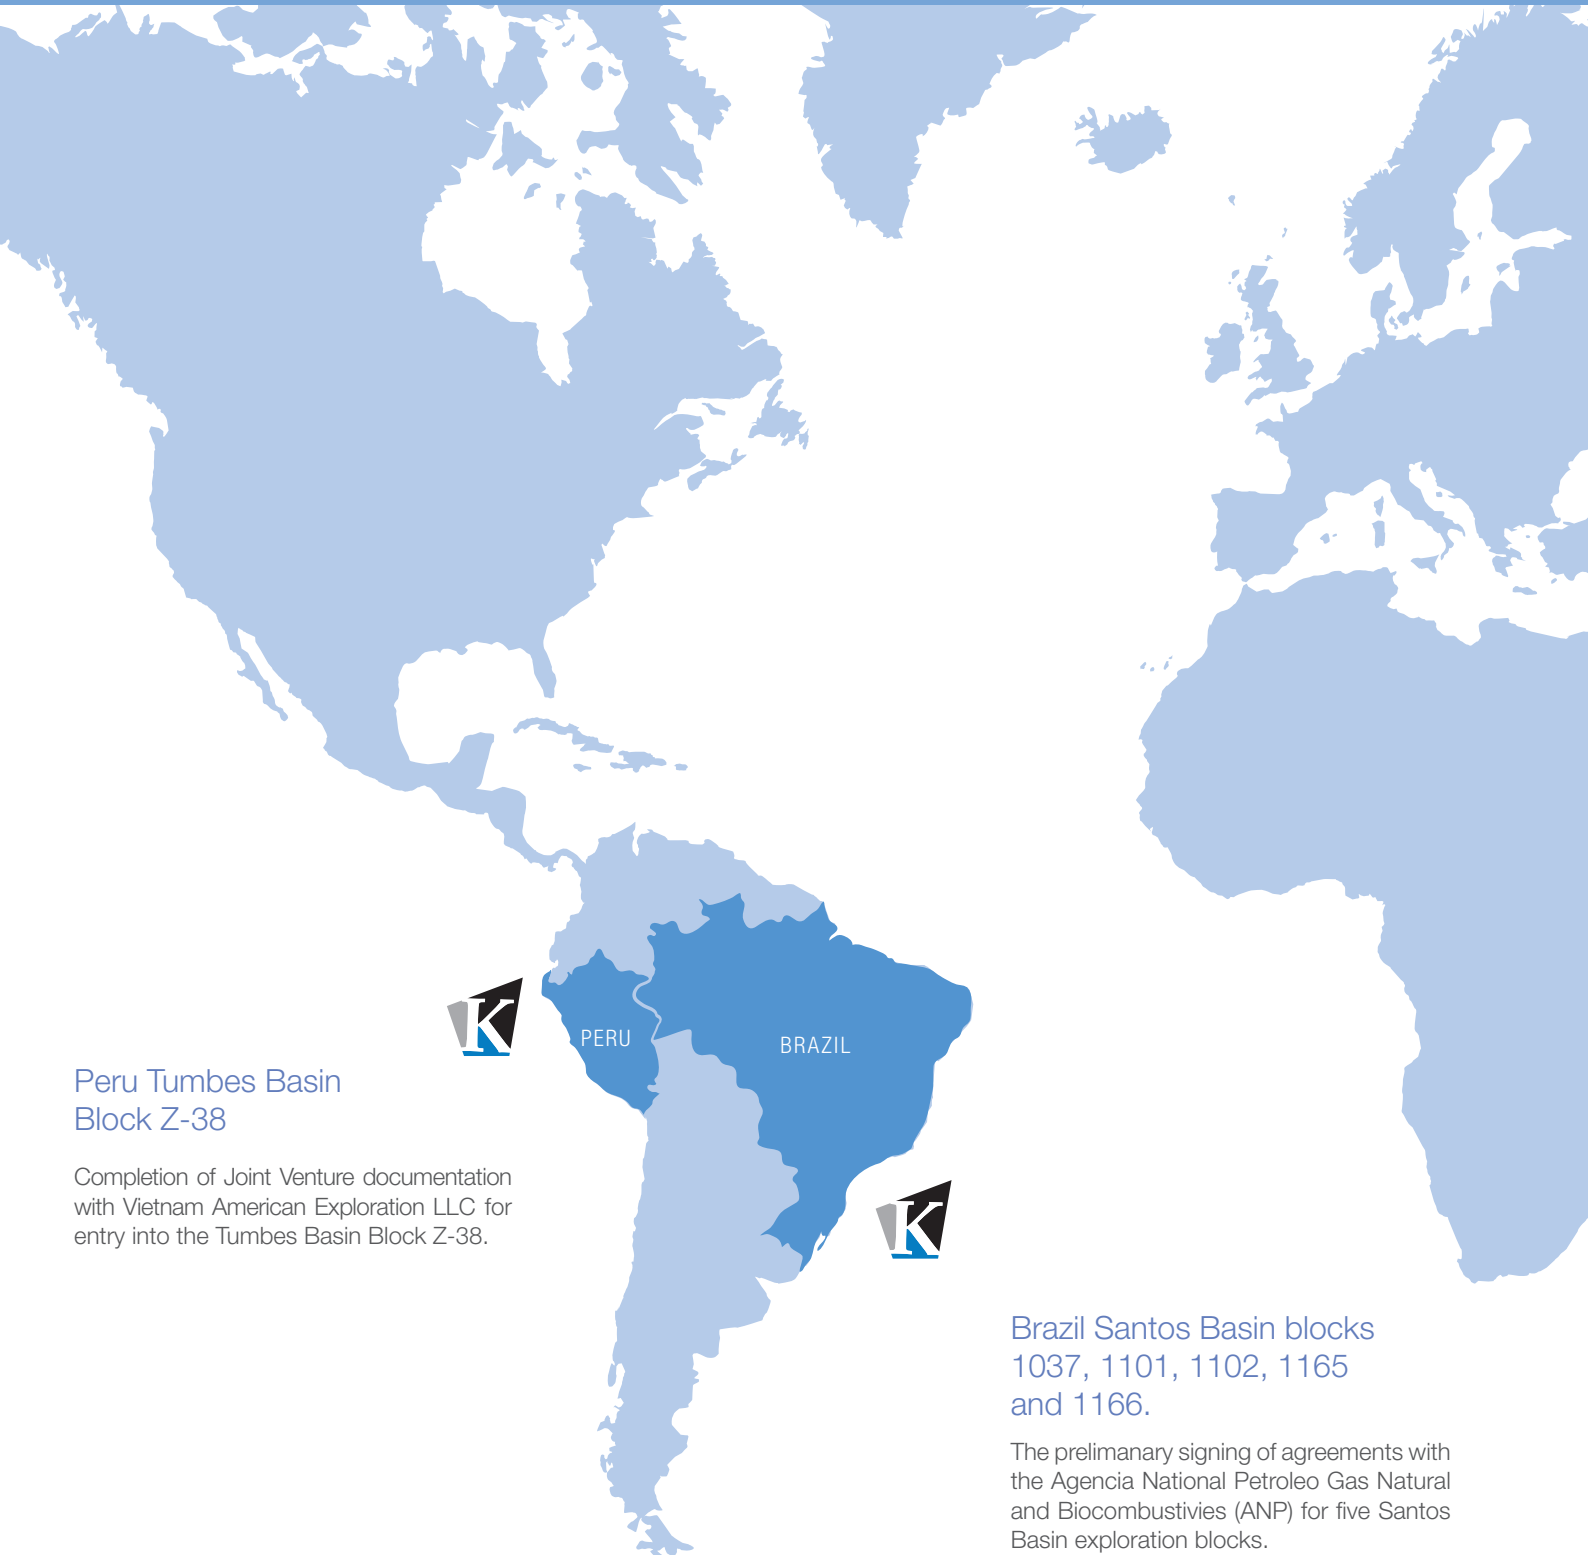 K
PERU
BRAZIL
Peru Tumbes Basin
Block Z-38
Completion of Joint Venture documentation
with Vietnam American Exploration LLC for
entry into the Tumbes Basin Block Z-38.
K
Brazil Santos Basin blocks
1037, 1101, 1102, 1165
and 1166.
The prelimanary signing of agreements with
the Agencia National Petroleo Gas Natural
and Biocombustivies (ANP) for five Santos
Basin exploration blocks.